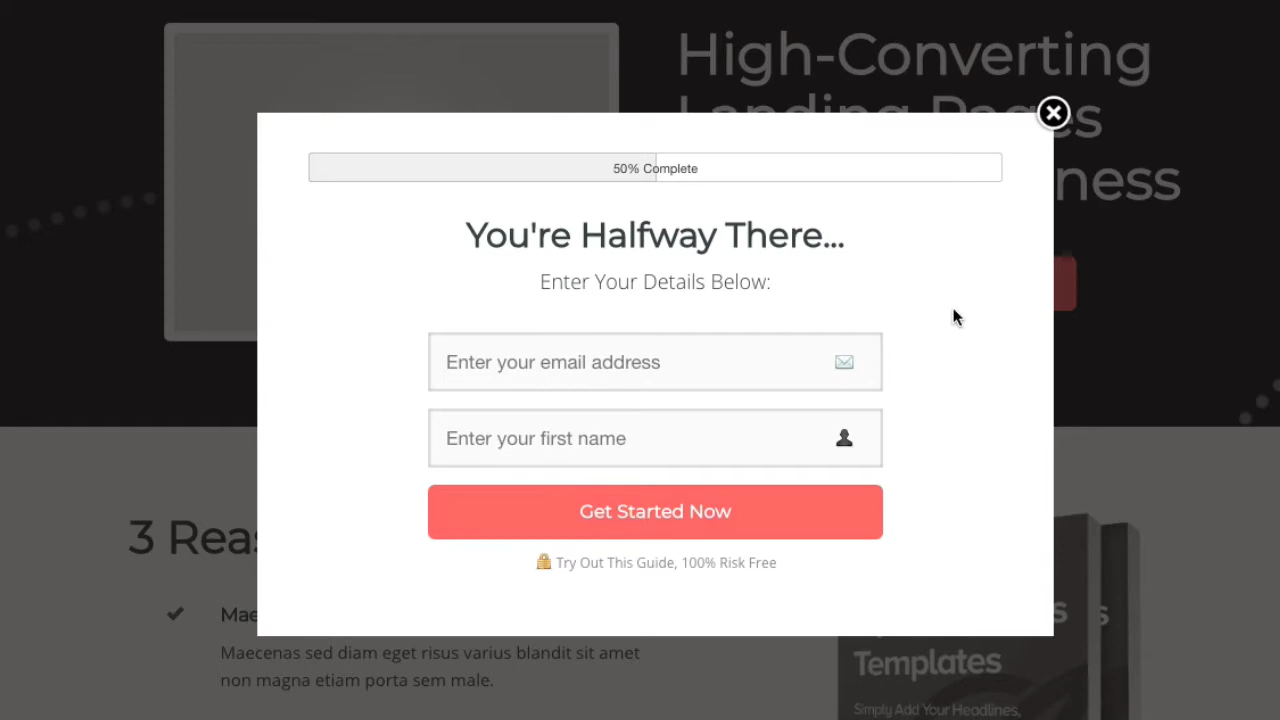 High-Converting
Landing Pages
ness
50% Complete
You're Halfway There...
Enter Your Details Below:
Enter your email address
Enter your first name
Get Started Now
Try Out This Guide, 100% Risk Free
3 Reas
Mae
Maecenas sed diam eget risus varius blandit sit amet
non magna etiam porta sem male.
Templates
Simply Add Your Headlines,